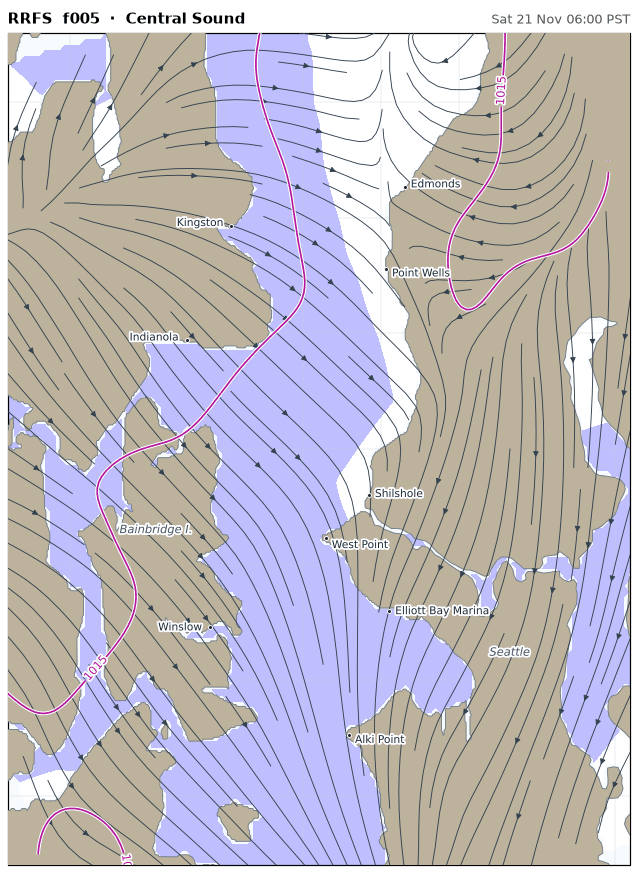 RRFS f005 · Central Sound
Sat 21 Nov 06:00 PST
1015
Edmonds
Kingston
Point Wells
Indianola
Shilshole
Bainbridge I.
West Point
Elliott Bay Marina
Winslow
Seattle
1015
Alki Point
10